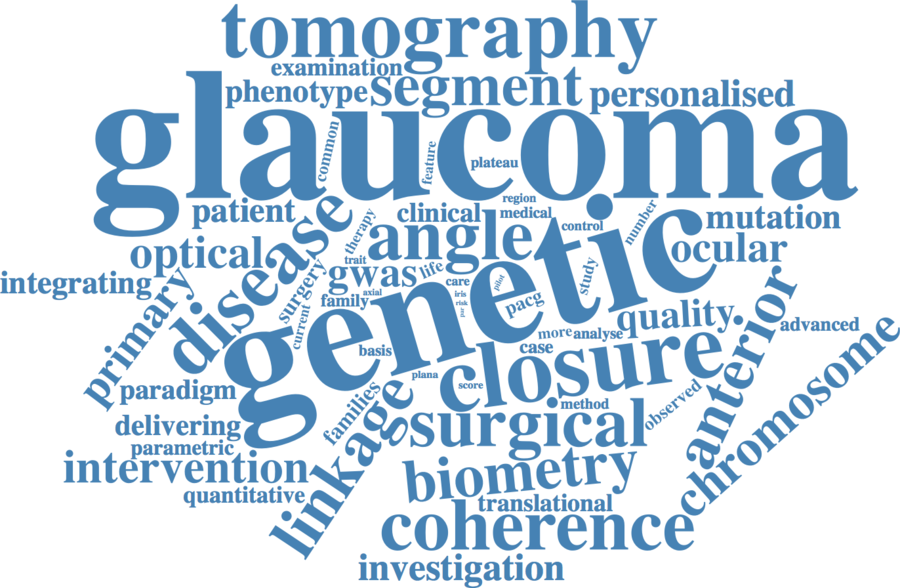 tomography
examination
phenotype
segment
personalised
glaucoma
common
feature
plateau
region
patient
clinical
medical
control
number
mutation
disease
therapy
angle
genetic
optical
ocular
trait
gwas
life
study
integrating
surgery
care
pilot
primary
family
axial
iris
risk
pacg
quality
anterior
current
more
analyse
advanced
basis
case
closure
chromosome
paradigm
plana
score
families
method
observed
delivering
linkage
surgical
parametric
intervention
biometry
quantitative
translational
coherence
investigation